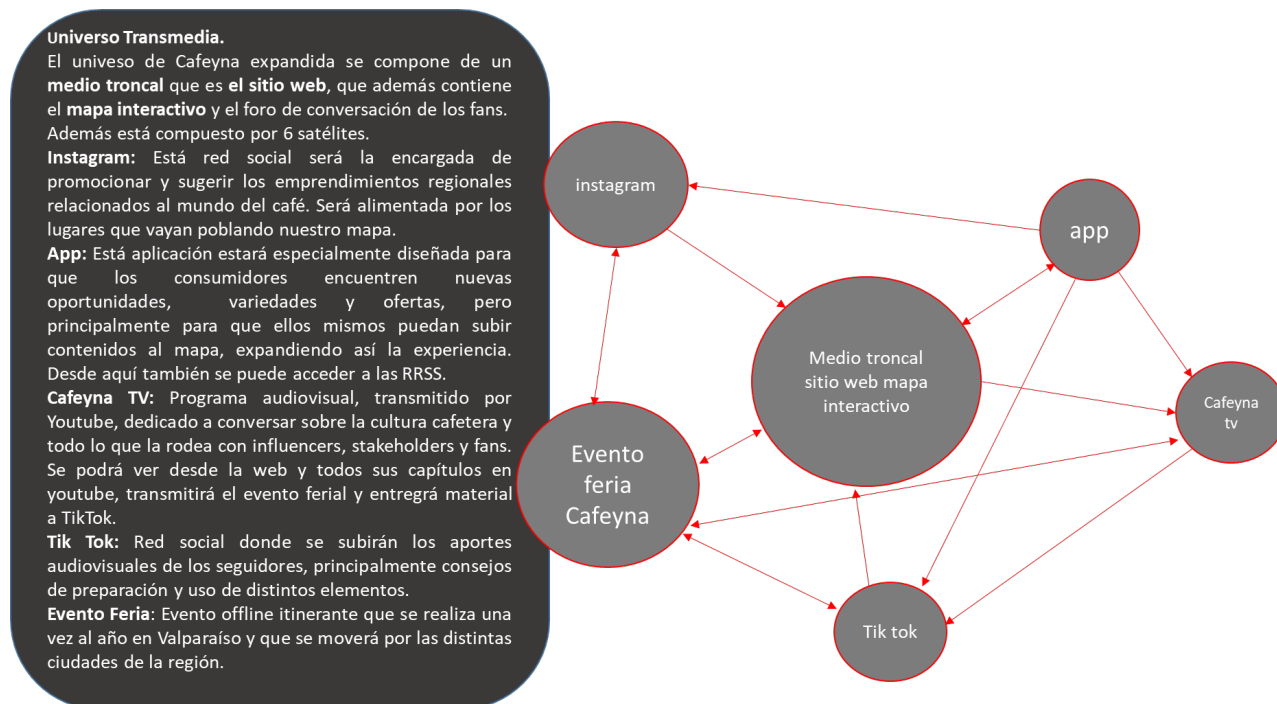 Universo Transmedia.
El univeso de Cafeyna expandida se compone de un
medio troncal que es el sitio web, que además contiene
el mapa interactivo y el foro de conversación de los fans.
Además está compuesto por 6 satélites.
Instagram: Está red social será la encargada de
promocionar y sugerir los emprendimientos regionales
relacionados al mundo del café. Será alimentada por los
lugares que vayan poblando nuestro mapa.
App: Está aplicación estará especialmente diseñada para
que los consumidores encuentren nuevas
oportunidades, variedades y ofertas, pero
principalmente para que ellos mismos puedan subir
contenidos al mapa, expandiendo así la experiencia.
Desde aquí también se puede acceder a las RRSS.
Cafeyna TV: Programa audiovisual, transmitido por
Youtube, dedicado a conversar sobre la cultura cafetera y
todo lo que la rodea con influencers, stakeholders y fans.
Se podrá ver desde la web y todos sus capítulos en
youtube, transmitirá el evento ferial y entregrá material
a TikTok.
Tik Tok: Red social donde se subirán los aportes
audiovisuales de los seguidores, principalmente consejos
de preparación y uso de distintos elementos.
Evento Feria: Evento offline itinerante que se realiza una
vez al año en Valparaíso y que se moverá por las distintas
ciudades de la región.
instagram
app
Medio troncal
sitio web mapa
interactivo
Cafeyna
tv
Evento
feria
Cafeyna
Tik tok